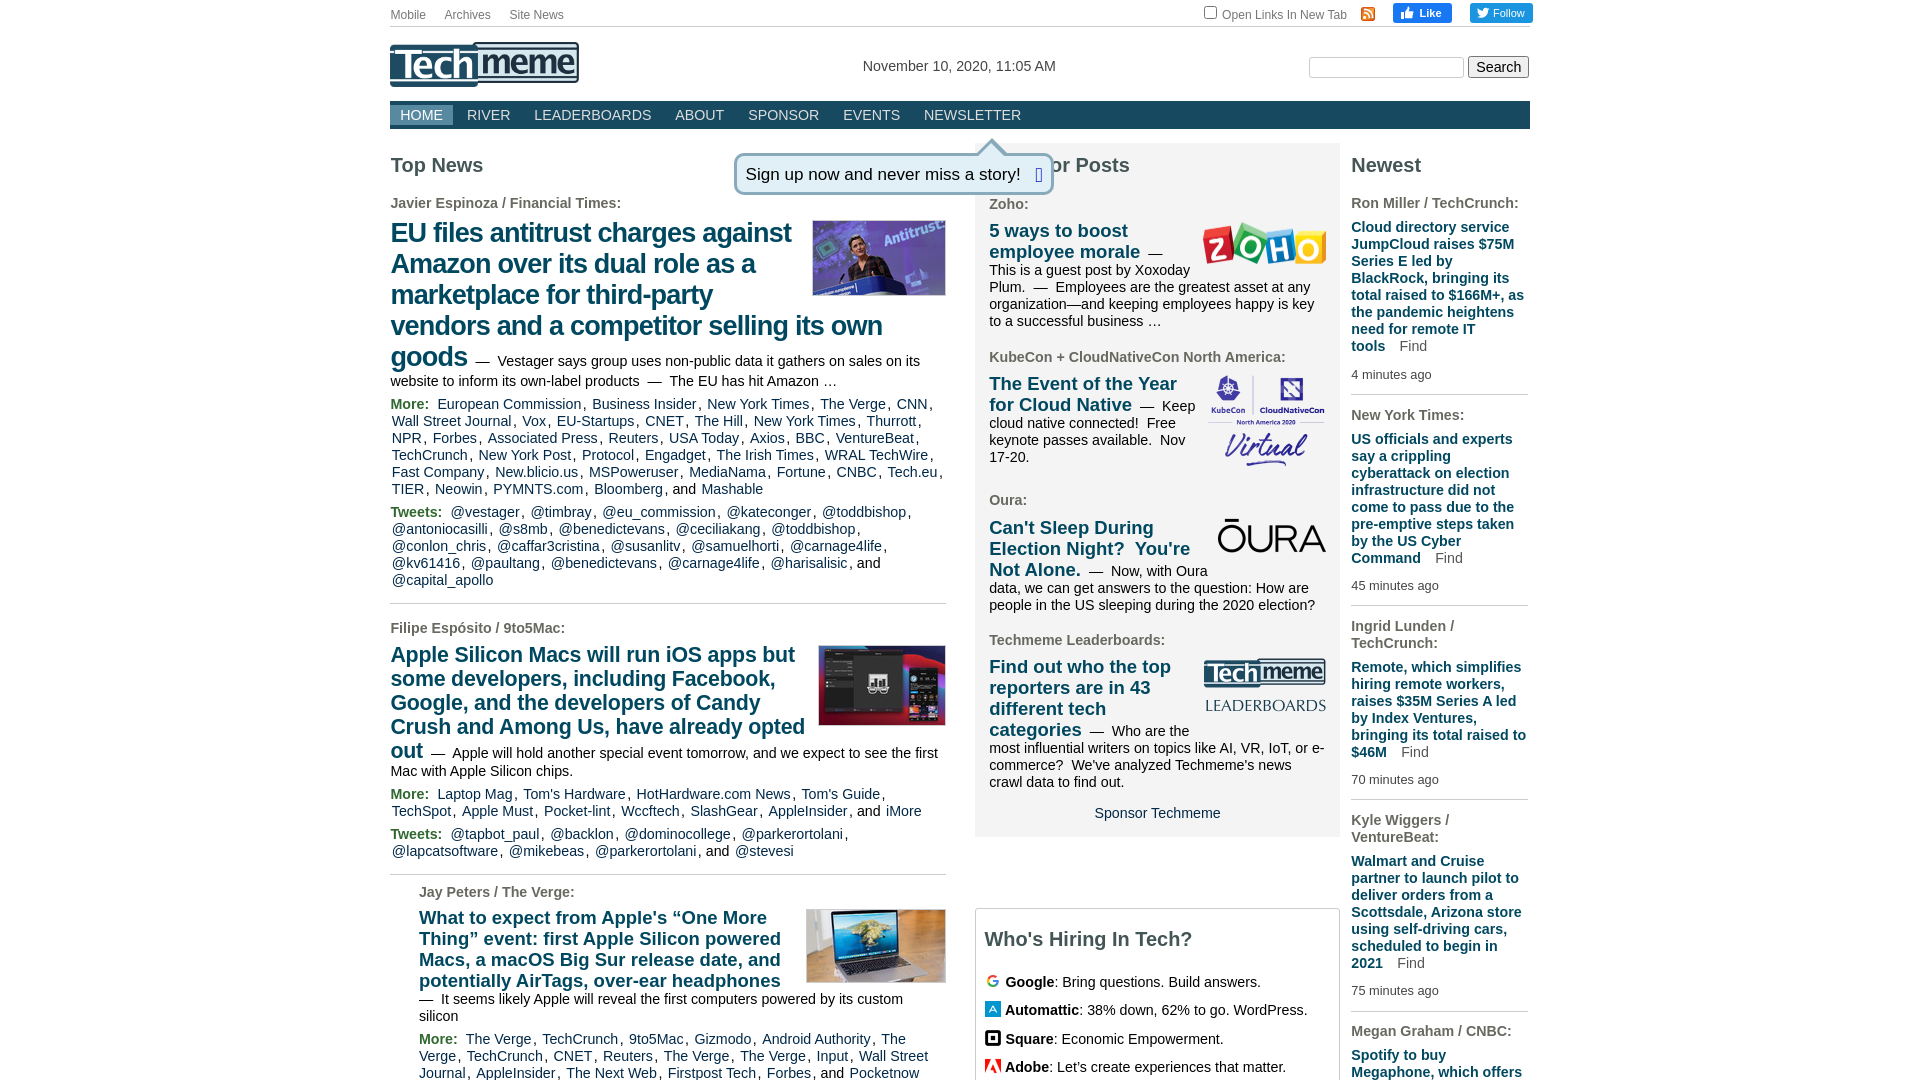 Mobile Archives Site News
Open Links In New Tab Like Follow
Techmeme
November 10, 2020, 11:05 AM
Search
HOME RIVER LEADERBOARDS ABOUT SPONSOR EVENTS NEWSLETTER
Sign up now and never miss a story!
Top News
Javier Espinoza / Financial Times:
Antitrust:
EU files antitrust charges against
Amazon over its dual role as a
marketplace for third-party
vendors and a competitor selling its own
goods — Vestager says group uses non-public data it gathers on sales on its
website to inform its own-label products — The EU has hit Amazon …
More: European Commission, Business Insider, New York Times, The Verge, CNN,
Wall Street Journal, Vox, EU-Startups, CNET, The Hill, New York Times, Thurrott,
NPR, Forbes, Associated Press, Reuters, USA Today, Axios, BBC, VentureBeat,
TechCrunch, New York Post, Protocol, Engadget, The Irish Times, WRAL TechWire,
Fast Company, New.blicio.us, MSPoweruser, MediaNama, Fortune, CNBC, Tech.eu,
TIER, Neowin, PYMNTS.com, Bloomberg, and Mashable
Tweets: @vestager, @timbray, @eu_commission, @kateconger, @toddbishop,
@antoniocasilli, @s8mb, @benedictevans, @ceciliakang, @toddbishop,
@conlon_chris, @caffar3cristina, @susanlitv, @samuelhorti, @carnage4life,
@kv61416, @paultang, @benedictevans, @carnage4life, @harisalisic, and
@capital_apollo
Filipe Espósito / 9to5Mac:
Apple Silicon Macs will run iOS apps but
some developers, including Facebook,
Google, and the developers of Candy
Crush and Among Us, have already opted
out — Apple will hold another special event tomorrow, and we expect to see the first
Mac with Apple Silicon chips.
More: Laptop Mag, Tom's Hardware, HotHardware.com News, Tom's Guide,
TechSpot, Apple Must, Pocket-lint, Wccftech, SlashGear, AppleInsider, and iMore
Tweets: @tapbot_paul, @backlon, @dominocollege, @parkerortolani,
@lapcatsoftware, @mikebeas, @parkerortolani, and @stevesi
Jay Peters / The Verge:
What to expect from Apple's “One More
Thing” event: first Apple Silicon powered
Macs, a macOS Big Sur release date, and
potentially AirTags, over-ear headphones
— It seems likely Apple will reveal the first computers powered by its custom
silicon
More: The Verge, TechCrunch, 9to5Mac, Gizmodo, Android Authority, The
Verge, TechCrunch, CNET, Reuters, The Verge, The Verge, Input, Wall Street
Journal, AppleInsider, The Next Web, Firstpost Tech, Forbes, and Pocketnow
or Posts
Zoho:
ZOHO
5 ways to boost
employee morale —
This is a guest post by Xoxoday
Plum. — Employees are the greatest asset at any
organization—and keeping employees happy is key
to a successful business …
KubeCon + CloudNativeCon North America:
The Event of the Year
for Cloud Native — Keep
cloud native connected! Free
keynote passes available. Nov
17-20.
KubeCon CloudNativeCon
North America 2020
Virtual
Oura:
ŌURA
Can't Sleep During
Election Night? You're
Not Alone. — Now, with Oura
data, we can get answers to the question: How are
people in the US sleeping during the 2020 election?
Techmeme Leaderboards:
Techmeme
LEADERBOARDS
Find out who the top
reporters are in 43
different tech
categories — Who are the
most influential writers on topics like AI, VR, IoT, or e-
commerce? We've analyzed Techmeme's news
crawl data to find out.
Sponsor Techmeme
Who's Hiring In Tech?
Google: Bring questions. Build answers.
Automattic: 38% down, 62% to go. WordPress.
Square: Economic Empowerment.
Adobe: Let’s create experiences that matter.
Newest
Ron Miller / TechCrunch:
Cloud directory service
JumpCloud raises $75M
Series E led by
BlackRock, bringing its
total raised to $166M+, as
the pandemic heightens
need for remote IT
tools Find
4 minutes ago
New York Times:
US officials and experts
say a crippling
cyberattack on election
infrastructure did not
come to pass due to the
pre-emptive steps taken
by the US Cyber
Command Find
45 minutes ago
Ingrid Lunden /
TechCrunch:
Remote, which simplifies
hiring remote workers,
raises $35M Series A led
by Index Ventures,
bringing its total raised to
$46M Find
70 minutes ago
Kyle Wiggers /
VentureBeat:
Walmart and Cruise
partner to launch pilot to
deliver orders from a
Scottsdale, Arizona store
using self-driving cars,
scheduled to begin in
2021 Find
75 minutes ago
Megan Graham / CNBC:
Spotify to buy
Megaphone, which offers